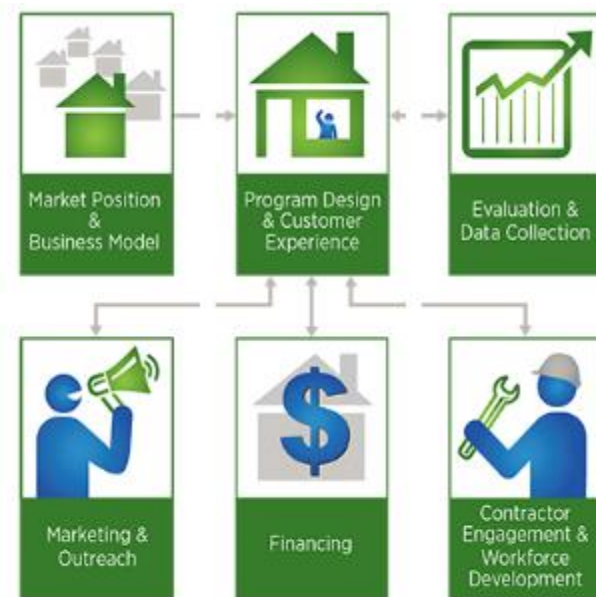 Market Position
&
Business Model
Program Design
& Customer
Experience
Evaluation &
Data Collection
$
Marketing &
Outreach
Financing
Contractor
Engagement &
Workforce
Development